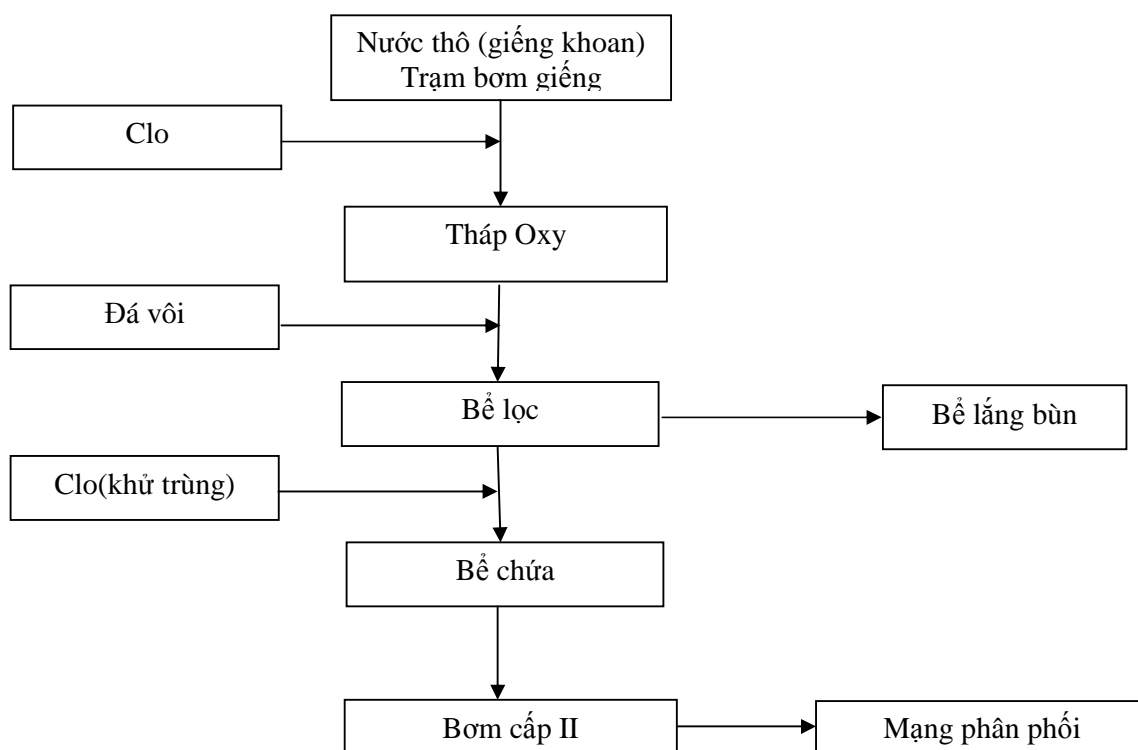 Nước thô (giếng khoan)
Trạm bơm giếng
Clo
Tháp Oxy
Đá vôi
Bể lọc
Bể lắng bùn
Clo(khử trùng)
Bể chứa
Bơm cấp II
Mạng phân phối